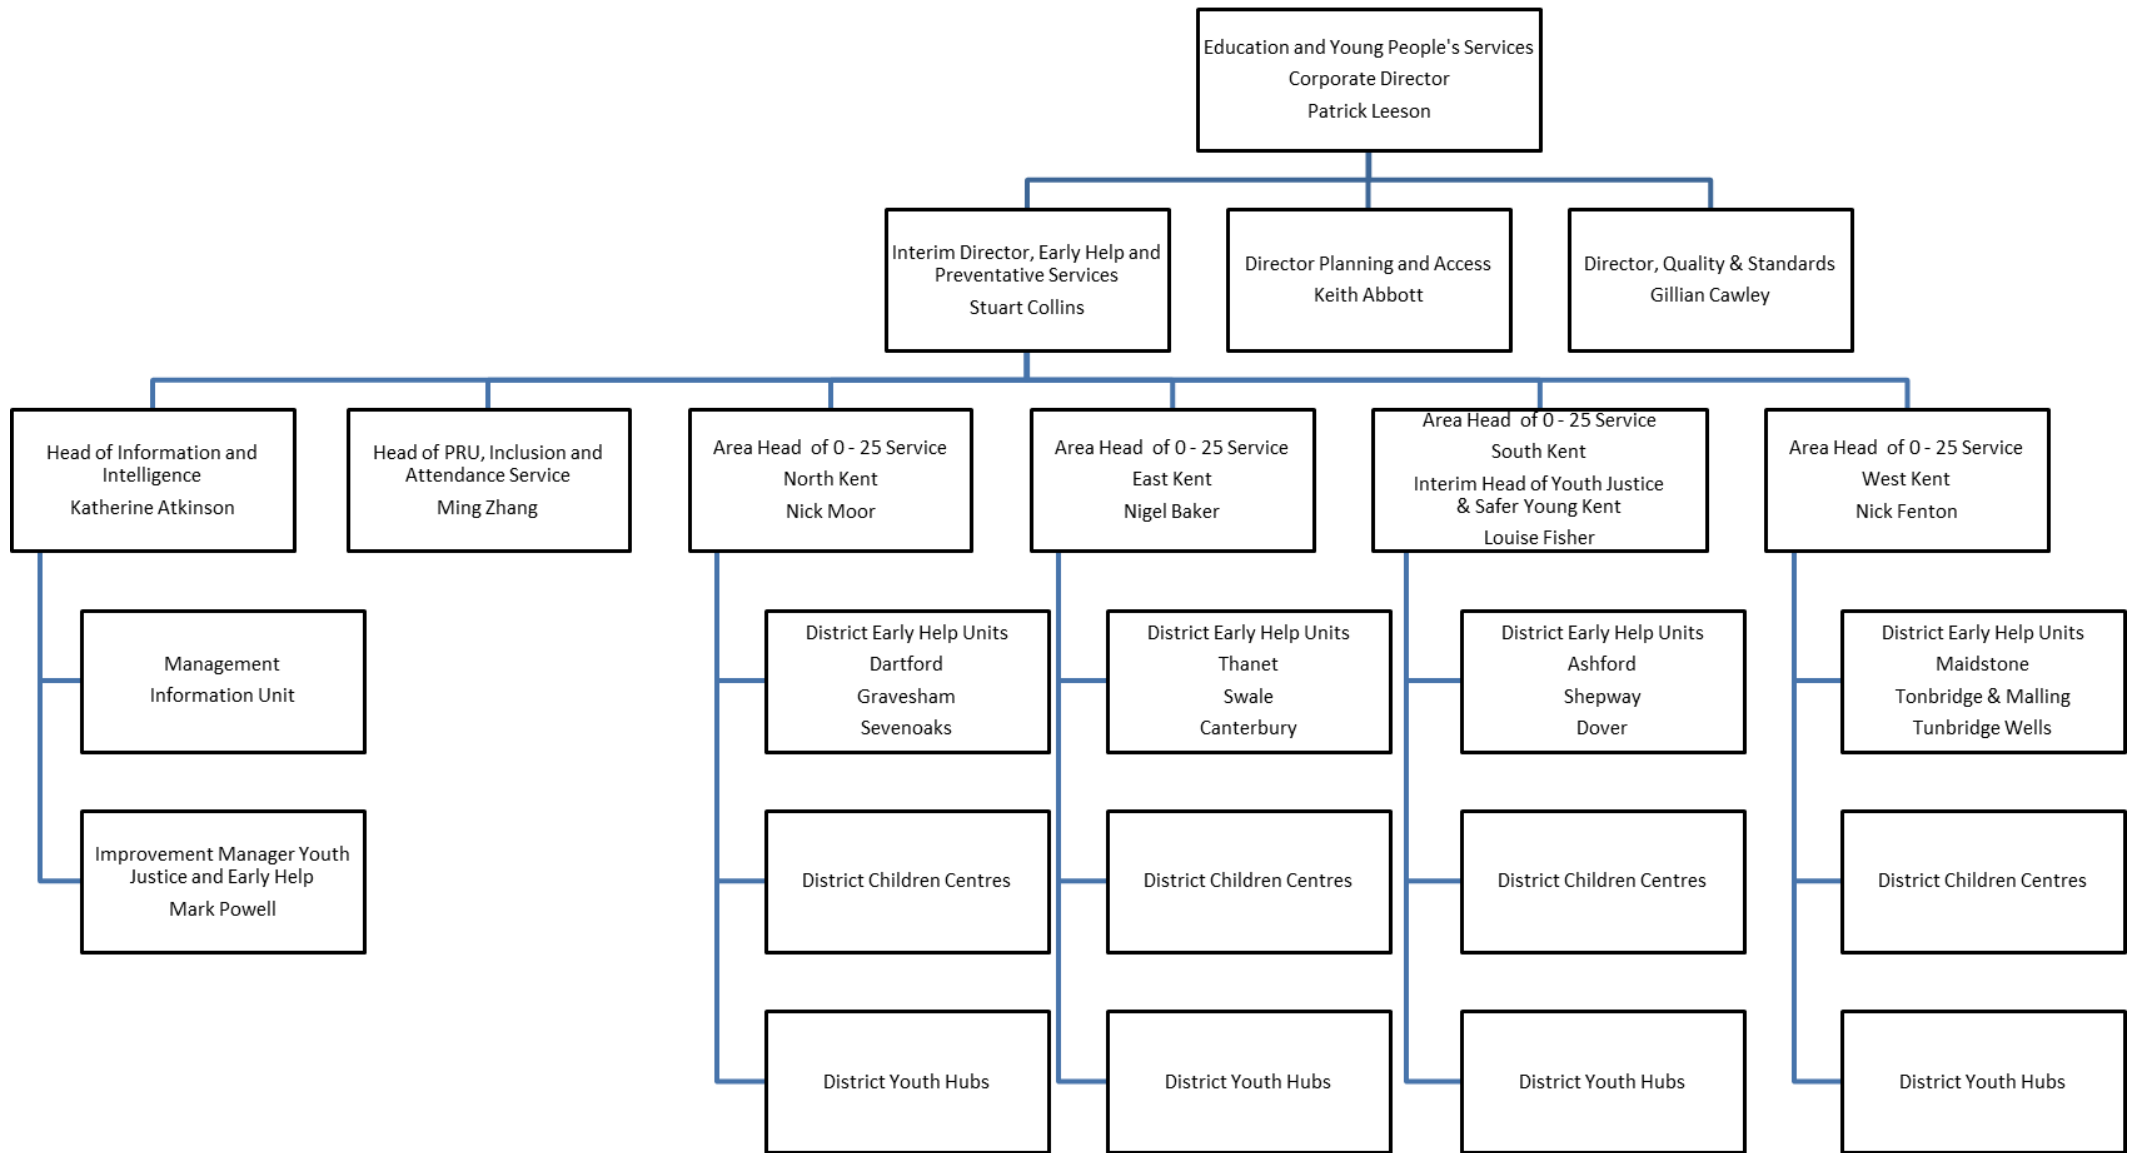 Education and Young People's Services
Corporate Director
Patrick Leeson
Interim Director, Early Help and
Preventative Services
Stuart Collins
Director Planning and Access
Keith Abbott
Director, Quality & Standards
Gillian Cawley
Head of Information and
Intelligence
Katherine Atkinson
Head of PRU, Inclusion and
Attendance Service
Ming Zhang
Area Head  of 0 - 25 Service
North Kent
Nick Moor
Area Head  of 0 - 25 Service
East Kent
Nigel Baker
Area Head  of 0 - 25 Service
South Kent
Interim Head of Youth Justice
& Safer Young Kent
Louise Fisher
Area Head  of 0 - 25 Service
West Kent
Nick Fenton
Management
Information Unit
District Early Help Units
Dartford
Gravesham
Sevenoaks
District Early Help Units
Thanet
Swale
Canterbury
District Early Help Units
Ashford
Shepway
Dover
District Early Help Units
Maidstone
Tonbridge & Malling
Tunbridge Wells
Improvement Manager Youth
Justice and Early Help
Mark Powell
District Children Centres
District Children Centres
District Children Centres
District Children Centres
District Youth Hubs
District Youth Hubs
District Youth Hubs
District Youth Hubs